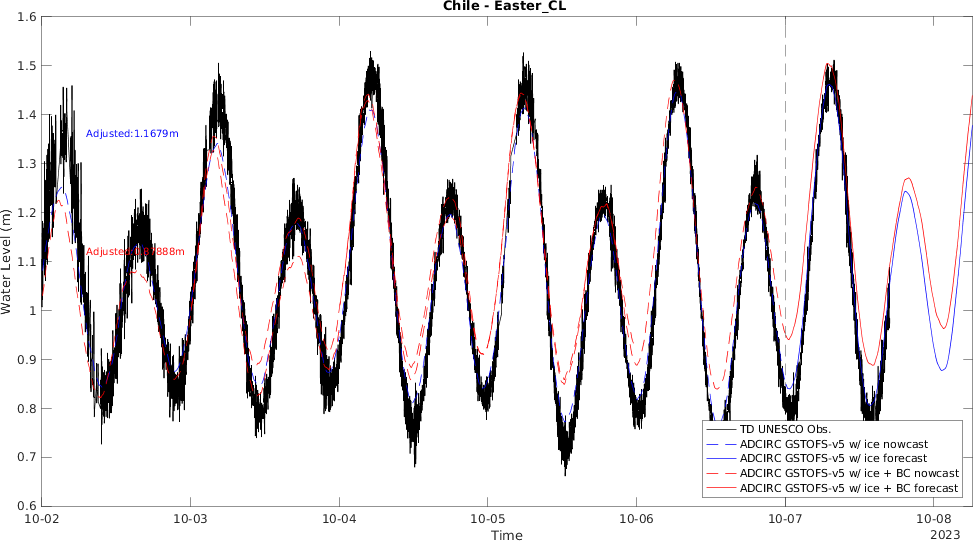 Chile - Easter_CL
1.6
1.5
1.4
1.3
1.2
1.1
1
0.9
0.8
0.7
0.6
Water Level (m)
Adjusted:1.1679m
TD UNESCO Obs.
ADCIRC GSTOFS-v5 w/ ice nowcast
ADCIRC GSTOFS-v5 w/ ice forecast
ADCIRC GSTOFS-v5 w/ ice + BC nowcast
ADCIRC GSTOFS-v5 w/ ice + BC forecast
10-02 10-03 10-04 10-05 10-06 10-07 10-08
Time
2023